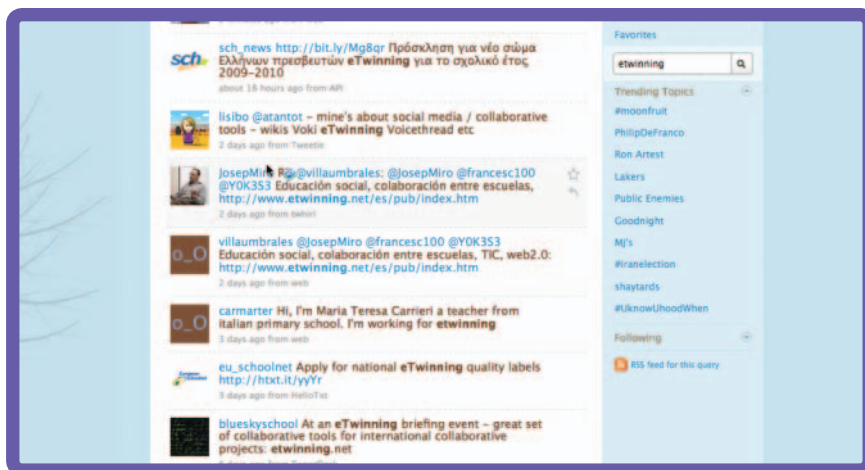 sch_news http://bit.ly/Mg8qr Πρόσκληση για νέο σώμα
Ελλήνων πρεσβευτών eTwinning για το σχολικό έτος
2009-2010
about 18 hours ago from API
lisibo @atantot - mine's about social media / collaborative
tools - wikis Voki eTwinning Voicethread etc
2 days ago from Tweetie
JosepMiro @villaumbrales: @JosepMiro @francesc100
@Y0K3S3 Educación social, colaboración entre escuelas,
http://www.etwinning.net/es/pub/index.htm
2 days ago from twhirl
villaumbrales @JosepMiro @francesc100 @Y0K3S3
Educación social, colaboración entre escuelas, TIC, web2.0:
http://www.etwinning.net/es/pub/index.htm
2 days ago from web
o_O
carmarter Hi, I'm Maria Teresa Carrieri a teacher from
italian primary school. I'm working for etwinning
3 days ago from web
o_O
eu_schoolnet Apply for national eTwinning quality labels
http://htxt.it/yyYr
3 days ago from HelloTxt
blueskyschool At an eTwinning briefing event - great set
of collaborative tools for international collaborative
projects: etwinning.net
sch
Favorites
etwinning
Trending Topics
#moonfruit
PhilipDeFranco
Ron Artest
Lakers
Public Enemies
Goodnight
MJ's
#iranelection
shaytards
#UknowUhoodWhen
Following
RSS feed for this query